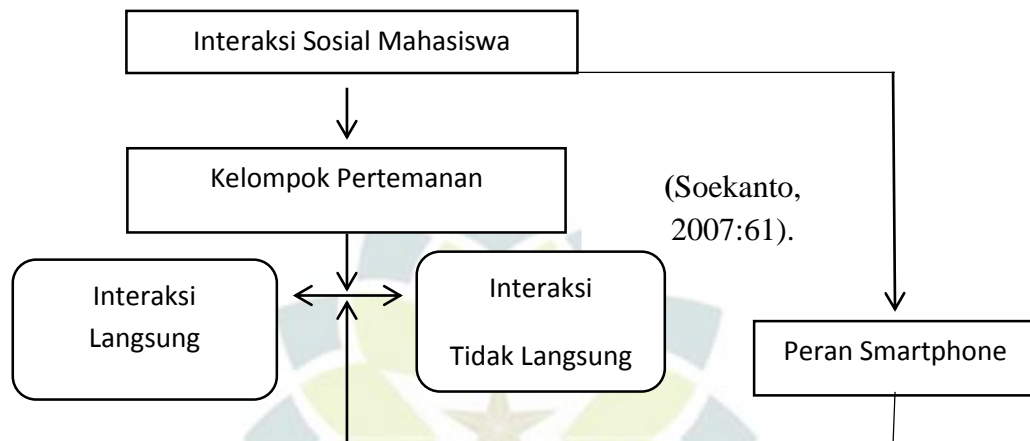 Interaksi Sosial Mahasiswa
Kelompok Pertemanan
(Soekanto,
2007:61).
Interaksi
Langsung
Interaksi
Tidak Langsung
Peran Smartphone